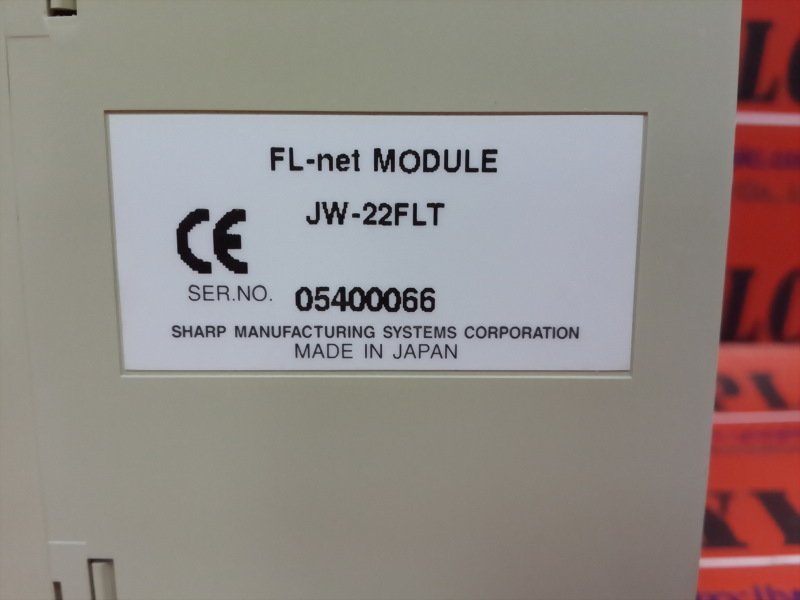 FL-net MODULE
JW-22FLT
CE
SER.NO. 05400066
SHARP MANUFACTURING SYSTEMS CORPORATION
MADE IN JAPAN